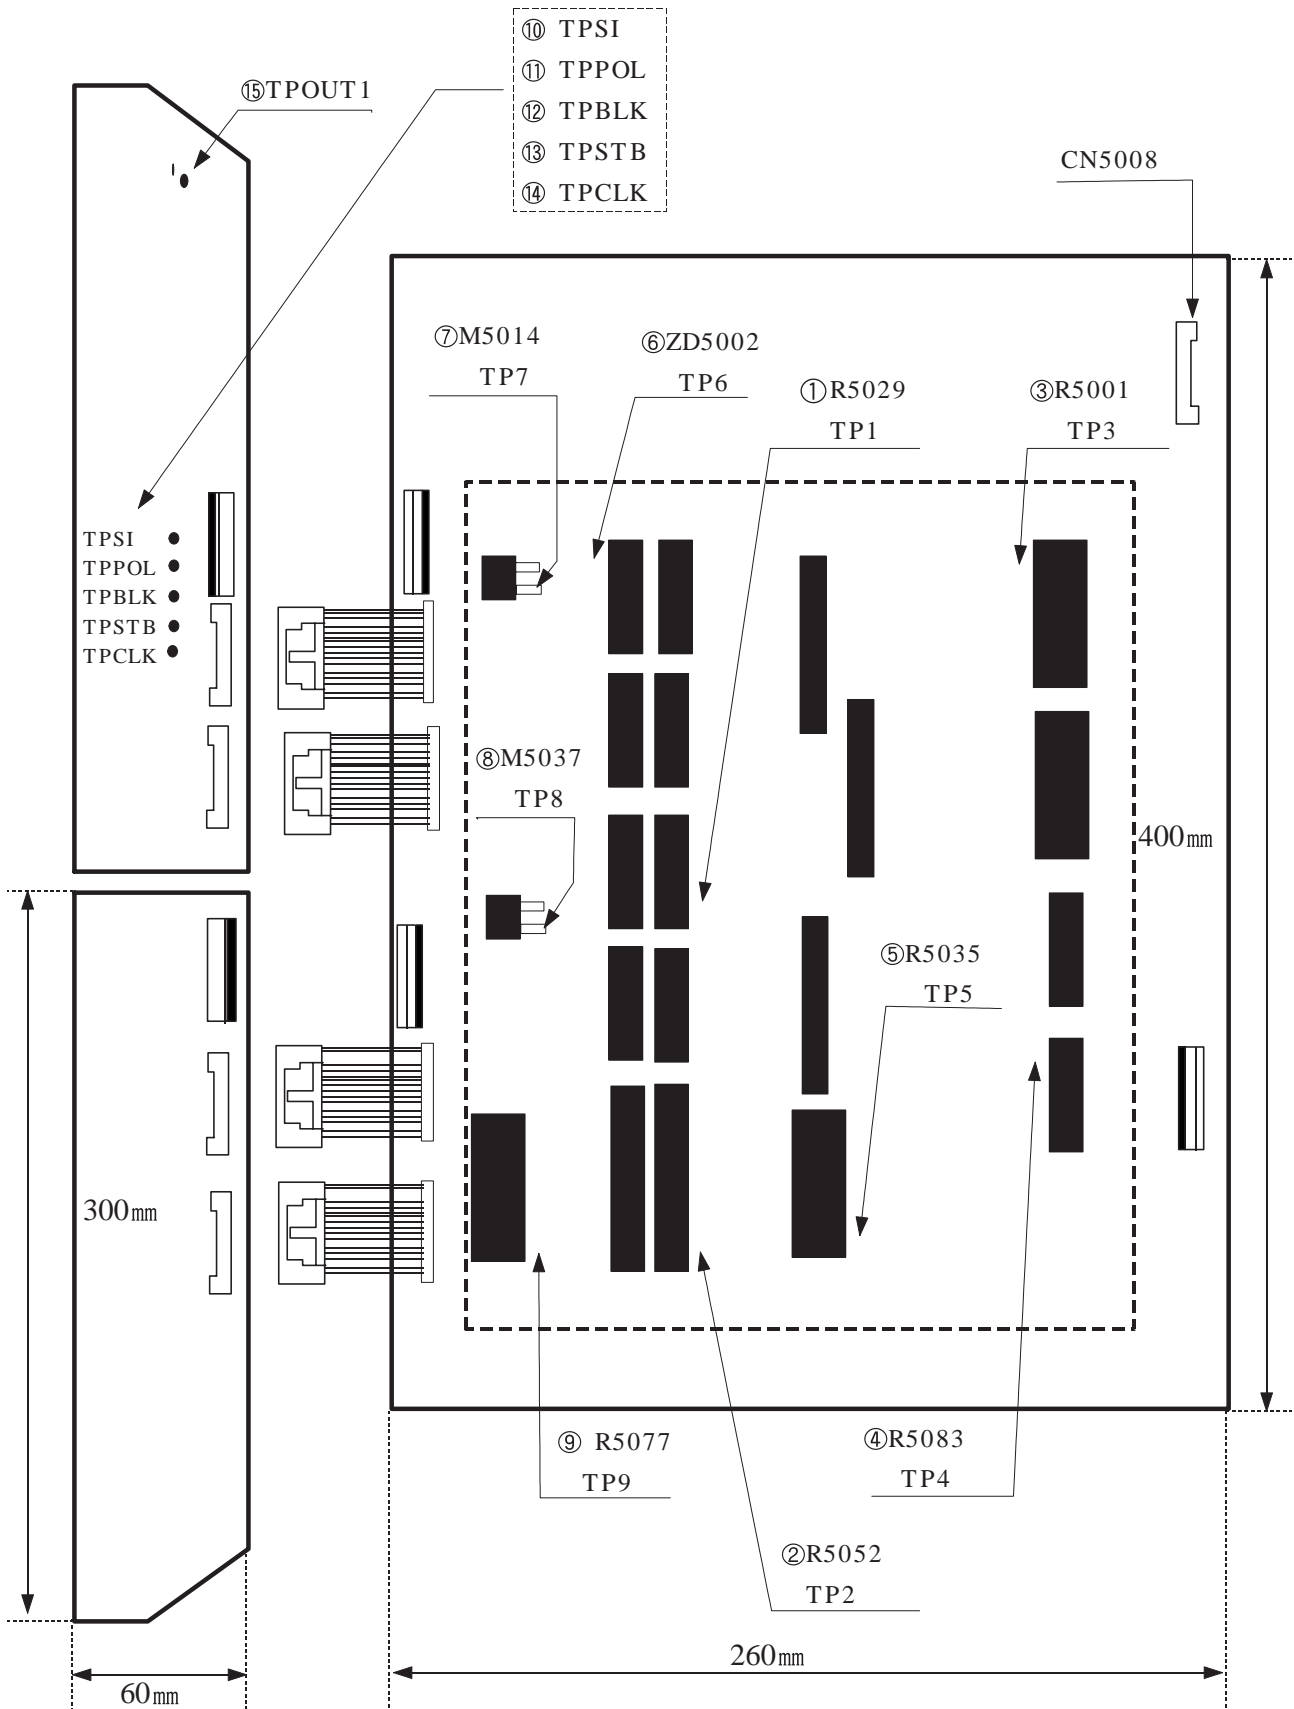 ⑩ TPSI
⑪ TPPOL
⑫ TPBLK
⑬ TPSTB
⑭ TPCLK
⑮TPOUT1
CN5008
⑦M5014
TP7
⑥ZD5002
TP6
①R5029
TP1
③R5001
TP3
TPSI
TPPOL
TPBLK
TPSTB
TPCLK
⑧M5037
TP8
400㎜
⑤R5035
TP5
300㎜
⑨ R5077
TP9
④R5083
TP4
②R5052
TP2
260㎜
60㎜